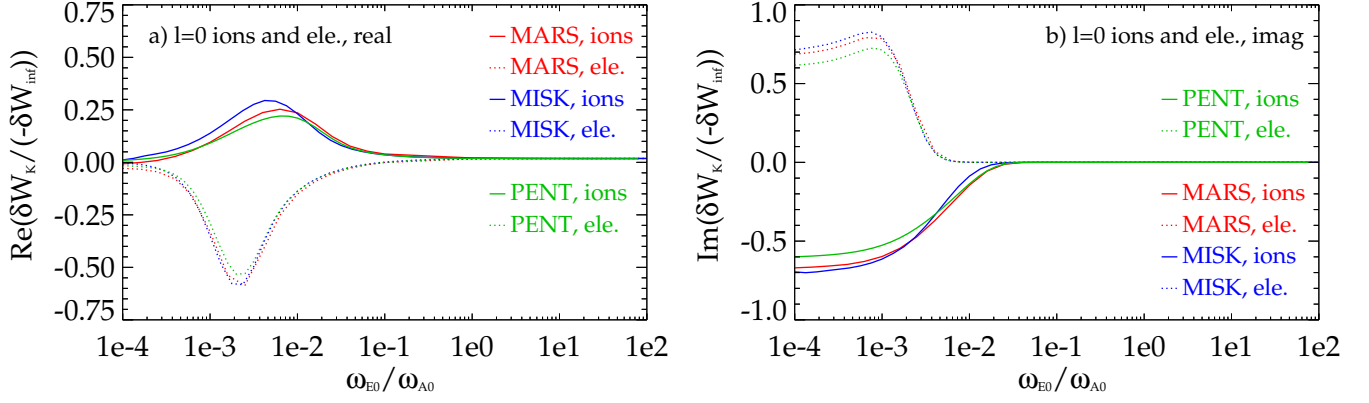 a) l=0 ions and ele., real
MARS, ions
MARS, ele.
MISK, ions
MISK, ele.
PENT, ions
PENT, ele.
0.75
0.50
0.25
0.00
-0.25
-0.50
-0.75
Re(δW_K/(-δW_inf))
1e-4 1e-3 1e-2 1e-1 1e0 1e1 1e2
ω_E0/ω_A0
b) l=0 ions and ele., imag
PENT, ions
PENT, ele.
MARS, ions
MARS, ele.
MISK, ions
MISK, ele.
1.0
0.5
0.0
-0.5
-1.0
Im(δW_K/(-δW_inf))
1e-4 1e-3 1e-2 1e-1 1e0 1e1 1e2
ω_E0/ω_A0